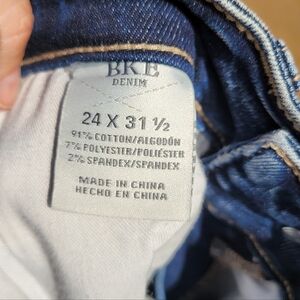 BKE
DENIM
24 X 31 ½
91% COTTON/ALGODÓN
7% POLYESTER/POLIÉSTER
2% SPANDEX/SPANDEX
MADE IN CHINA
HECHO EN CHINA